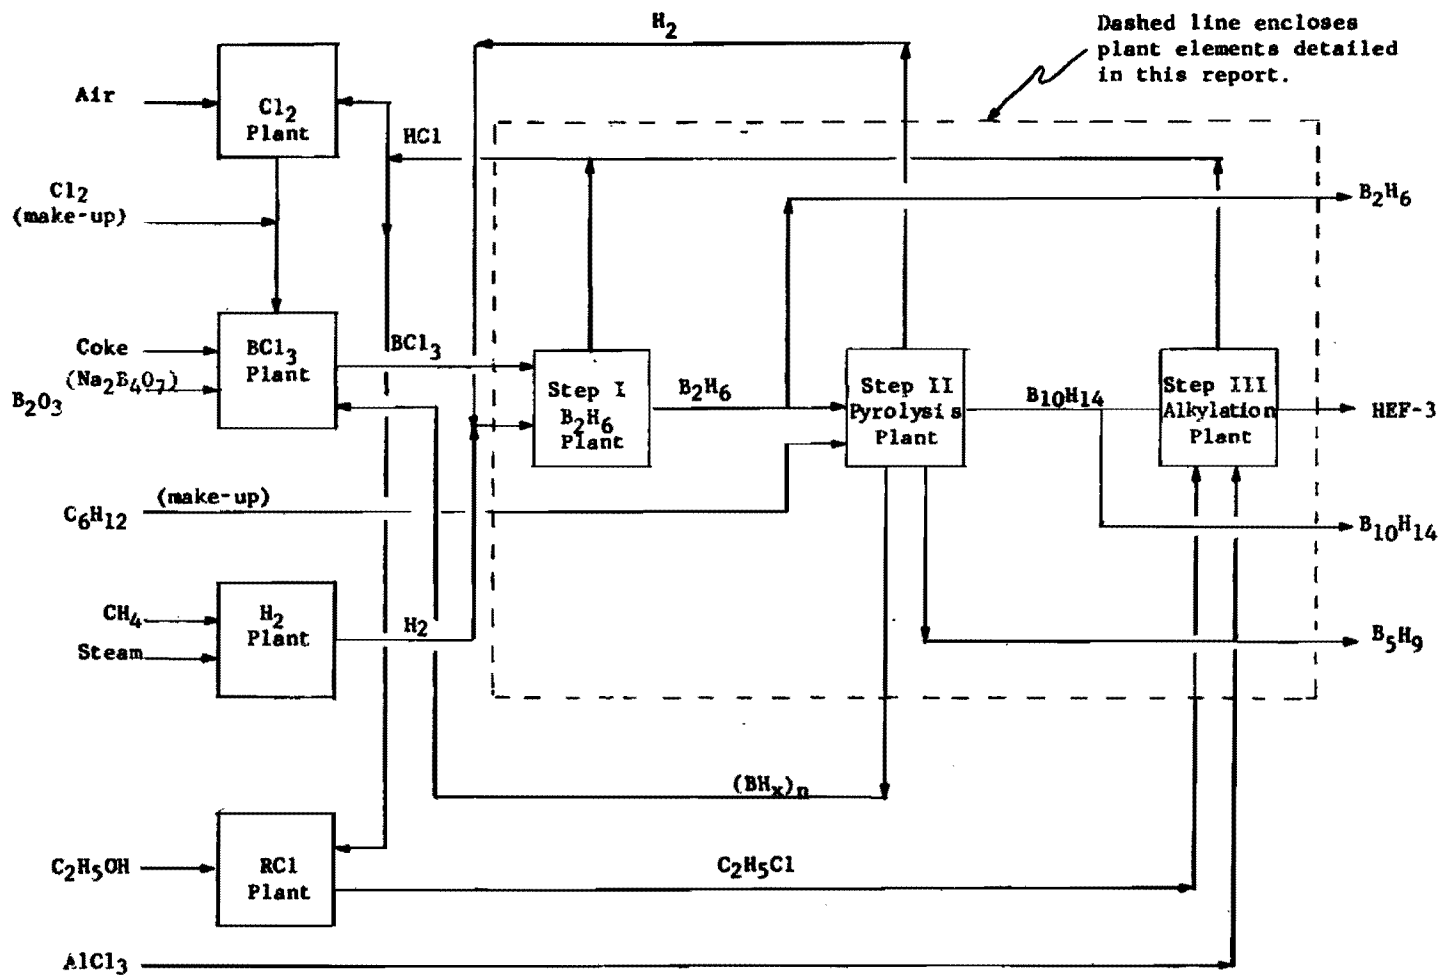 H2
Dashed line encloses
plant elements detailed
in this report.
Air
Cl2
Plant
HCl
Cl2
(make-up)
B2H6
Coke
(Na2B4O7)
B2O3
BCl3
Plant
BCl3
Step I
B2H6
Plant
B2H6
Step II
Pyrolysis
Plant
B10H14
Step III
Alkylation
Plant
HEF-3
(make-up)
C6H12
B10H14
CH4
Steam
H2
Plant
H2
B5H9
(BHx)n
C2H5OH
RCl
Plant
C2H5Cl
AlCl3